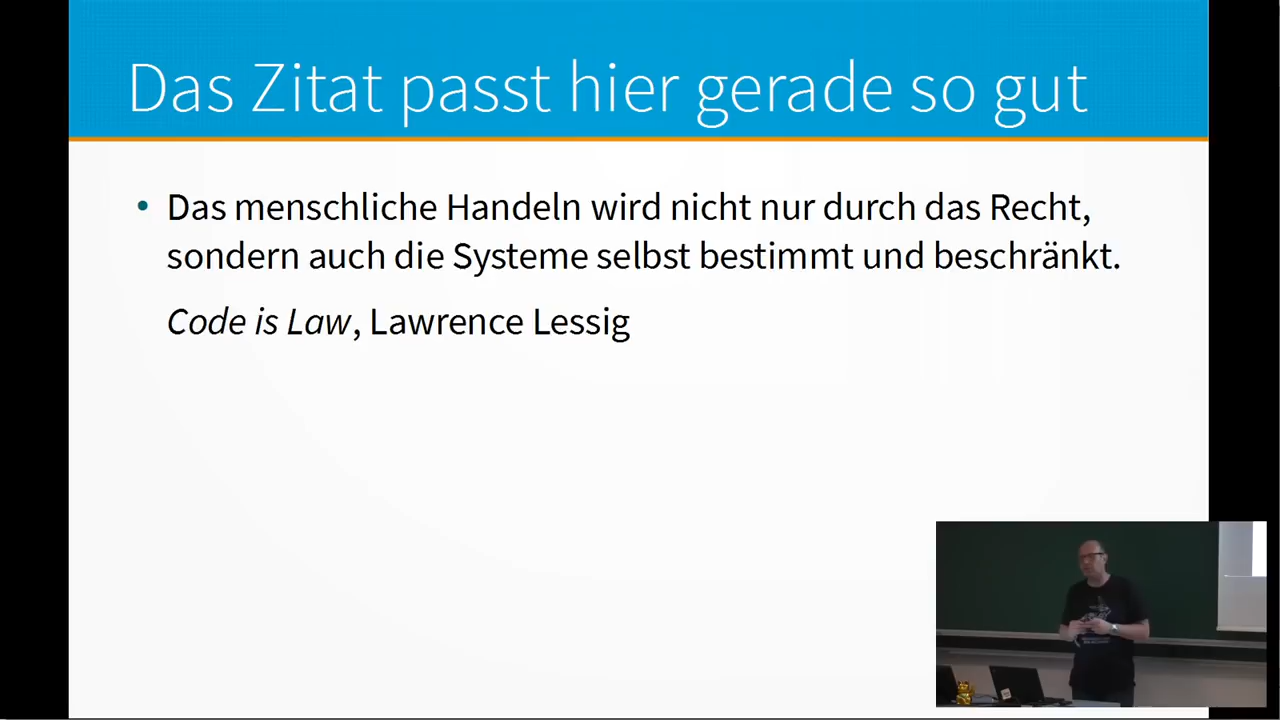 Das Zitat passt hier gerade so gut
Das menschliche Handeln wird nicht nur durch das Recht,
sondern auch die Systeme selbst bestimmt und beschränkt.
Code is Law, Lawrence Lessig